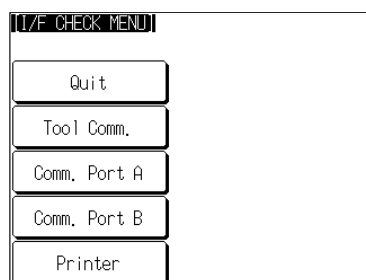 [I/F CHECK MENU]
Quit
Tool Comm.
Comm. Port A
Comm. Port B
Printer